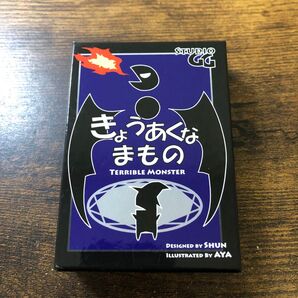 STUDIO
GG
きょうあくな
まもの
TERRIBLE MONSTER
DESIGNED BY SHUN
ILLUSTRATED BY AYA